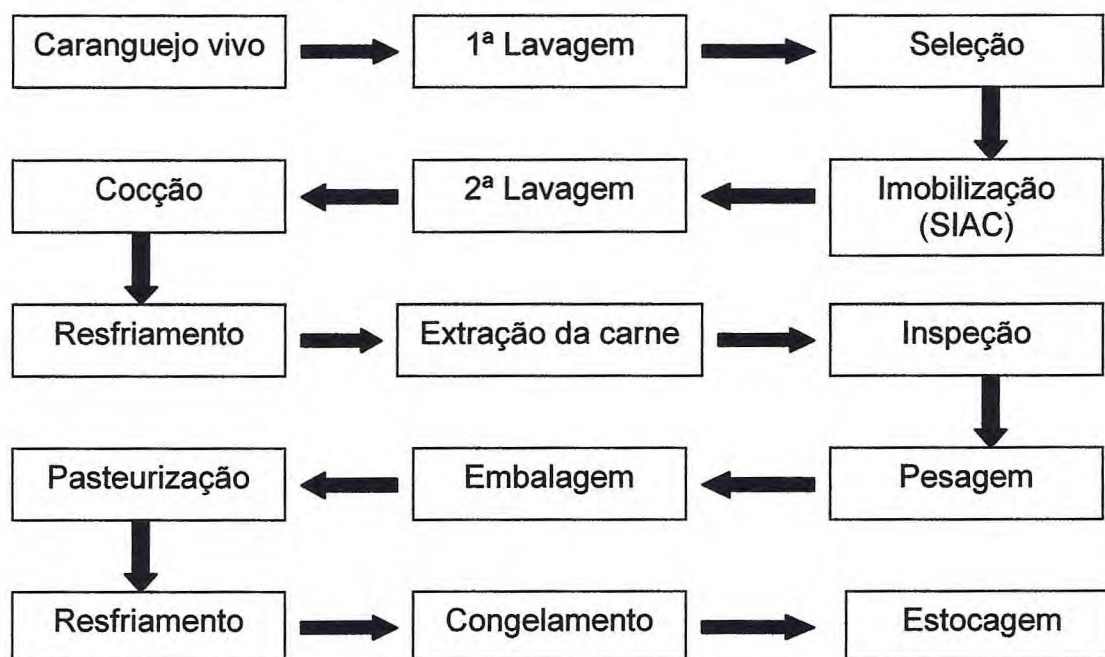 Caranguejo vivo
1ª Lavagem
Seleção
Cocção
2ª Lavagem
Imobilização
(SIAC)
Resfriamento
Extração da carne
Inspeção
Pasteurização
Embalagem
Pesagem
Resfriamento
Congelamento
Estocagem